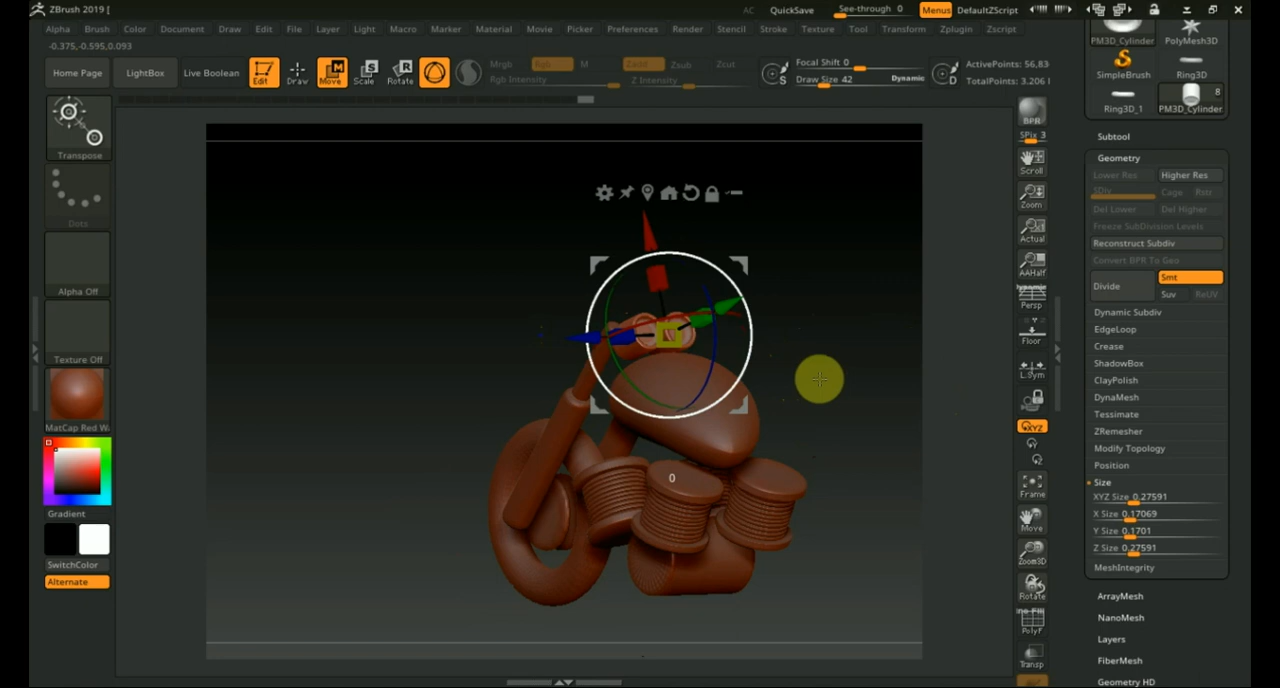 ZBrush 2019 [
AC QuickSave See-through 0 Menus DefaultZScript
Alpha Brush Color Document Draw Edit File Layer Light Macro Marker Material Movie Picker Preferences Render Stencil Stroke Texture Tool Transform Zplugin Zscript
-0.375,-0.595,0.093
Home Page LightBox Live Boolean Edit Draw Move Scale Rotate
Mrgb Rgb M Zadd Zsub Zcut
Rgb Intensity Z Intensity
S Focal Shift 0
Draw Size 42 Dynamic
D ActivePoints: 56,83
TotalPoints: 3.206
Transpose
Dots
Alpha Off
Texture Off
MatCap Red W
Gradient
SwitchColor
Alternate
0
BPR
SPix 3
Scroll
Zoom
Actual
AAHalf
Persp
Floor
L.Sym
XYZ
Frame
Move
Zoom3D
Rotate
PolyF
Transp
PM3D_Cylinder PolyMesh3D
SimpleBrush Ring3D
8
Ring3D_1 PM3D_Cylinder
Subtool
Geometry
Lower Res Higher Res
SDiv Cage Rstr
Del Lower Del Higher
Freeze SubDivision Levels
Reconstruct Subdiv
Convert BPR To Geo
Divide Smt
Suv ReUV
Dynamic Subdiv
EdgeLoop
Crease
ShadowBox
ClayPolish
DynaMesh
Tessimate
ZRemesher
Modify Topology
Position
Size
XYZ Size 0.27591
X Size 0.17069
Y Size 0.1701
Z Size 0.27591
MeshIntegrity
ArrayMesh
NanoMesh
Layers
FiberMesh
Geometry HD